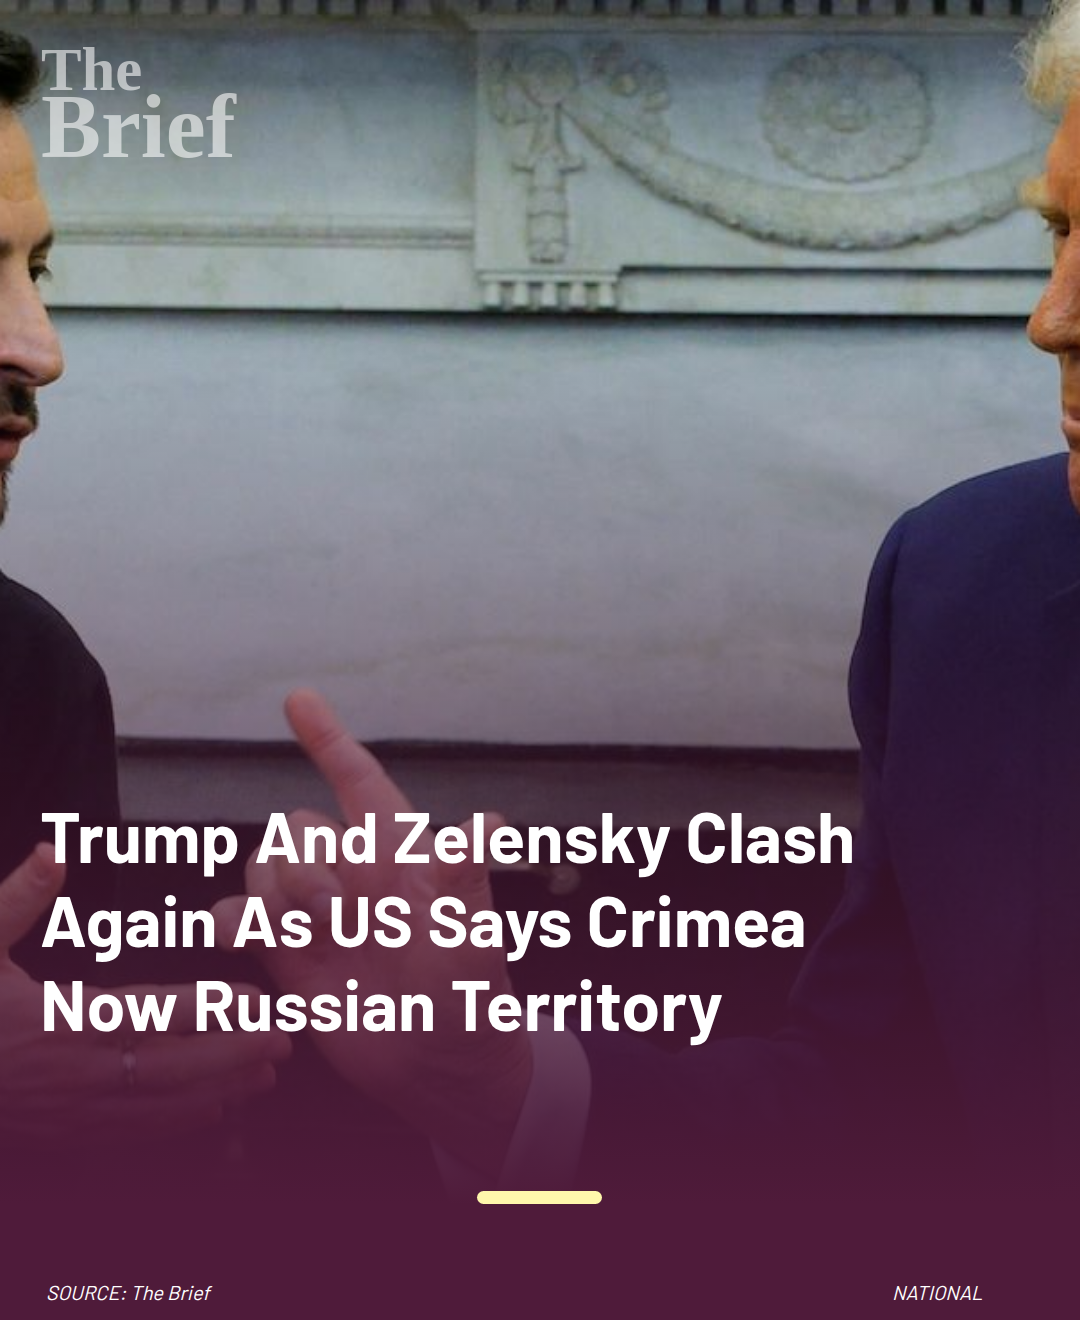 The
Brief
Trump And Zelensky Clash
Again As US Says Crimea
Now Russian Territory
SOURCE: The Brief
NATIONAL